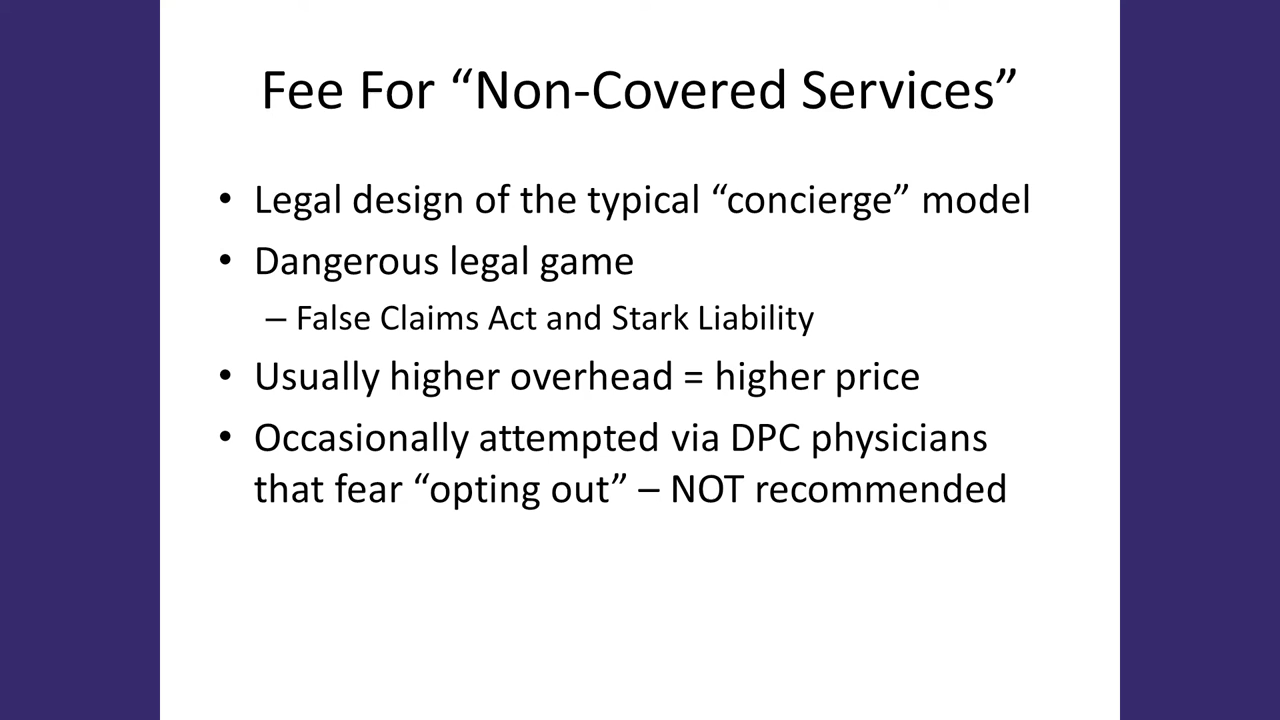 Fee For “Non-Covered Services”
• Legal design of the typical “concierge” model
• Dangerous legal game
– False Claims Act and Stark Liability
• Usually higher overhead = higher price
• Occasionally attempted via DPC physicians
that fear “opting out” – NOT recommended